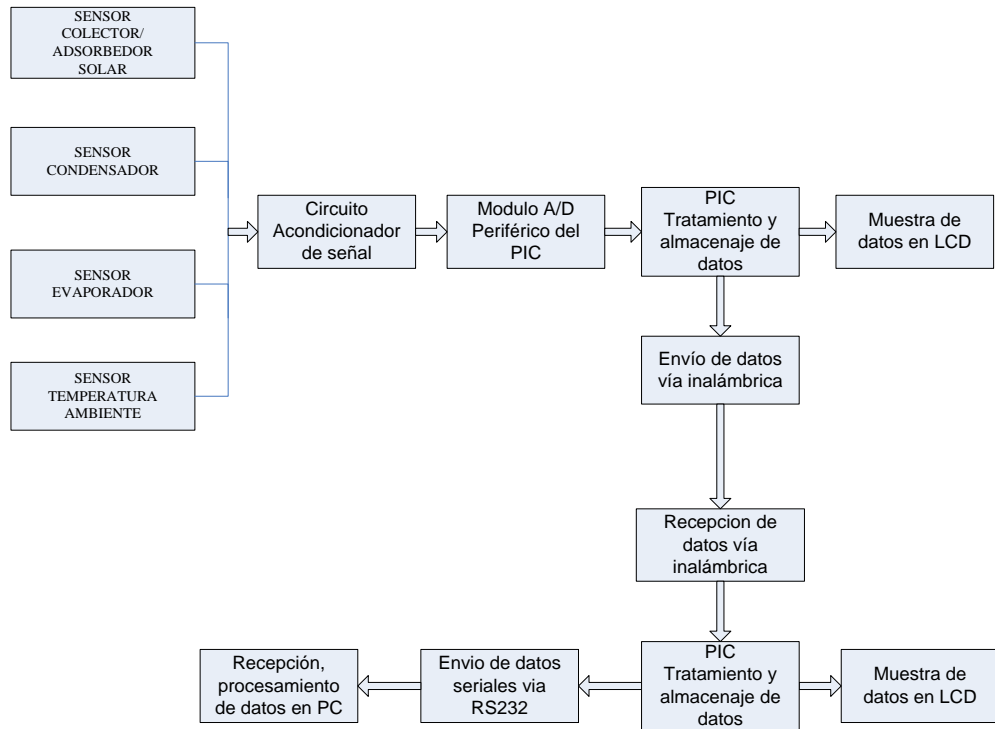 SENSOR
COLECTOR/
ADSORBEDOR
SOLAR
SENSOR
CONDENSADOR
SENSOR
EVAPORADOR
SENSOR
TEMPERATURA
AMBIENTE
Circuito
Acondicionador
de señal
Modulo A/D
Periférico del
PIC
PIC
Tratamiento y
almacenaje de
datos
Muestra de
datos en LCD
Envío de datos
vía inalámbrica
Recepcion de
datos vía
inalámbrica
PIC
Tratamiento y
almacenaje de
datos
Muestra de
datos en LCD
Envio de datos
seriales via
RS232
Recepción,
procesamiento
de datos en PC